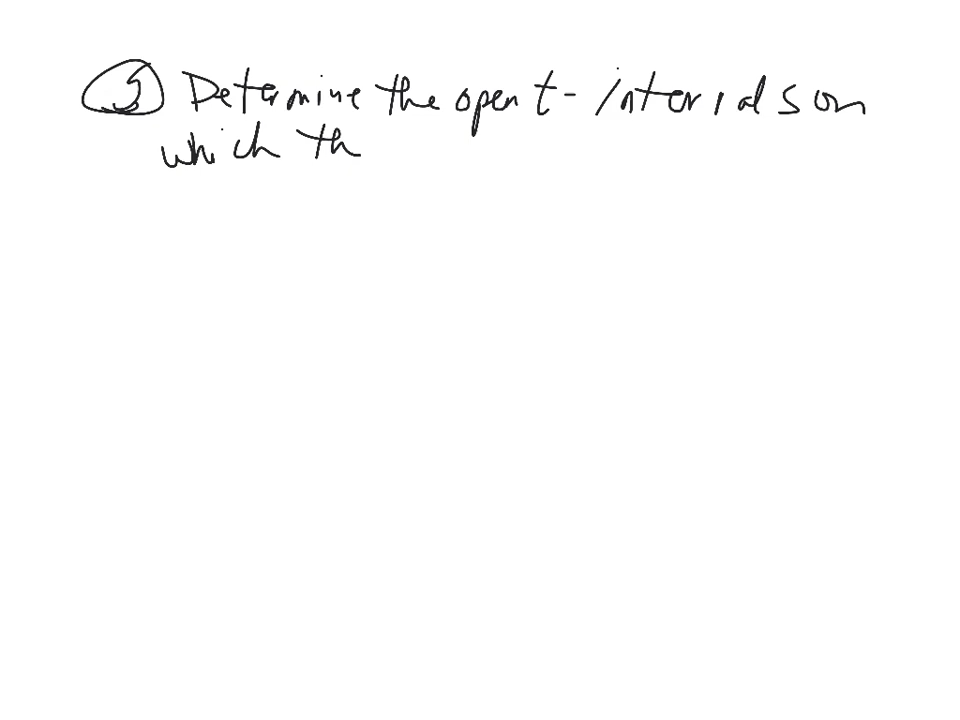 ③ Determine the open t-intervals on
which th